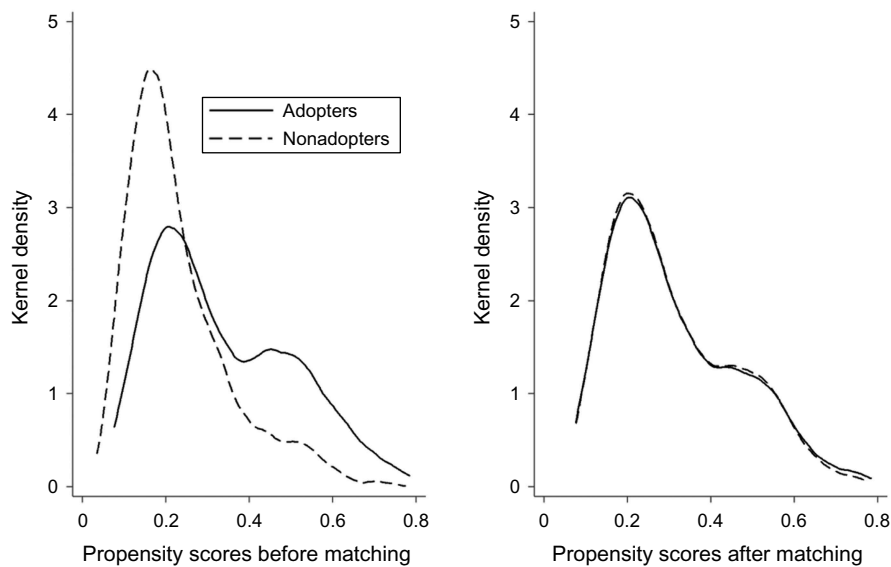 5
4
3
2
1
0
Kernel density
Adopters
Nonadopters
0 0.2 0.4 0.6 0.8
Propensity scores before matching
5
4
3
2
1
0
Kernel density
0 0.2 0.4 0.6 0.8
Propensity scores after matching